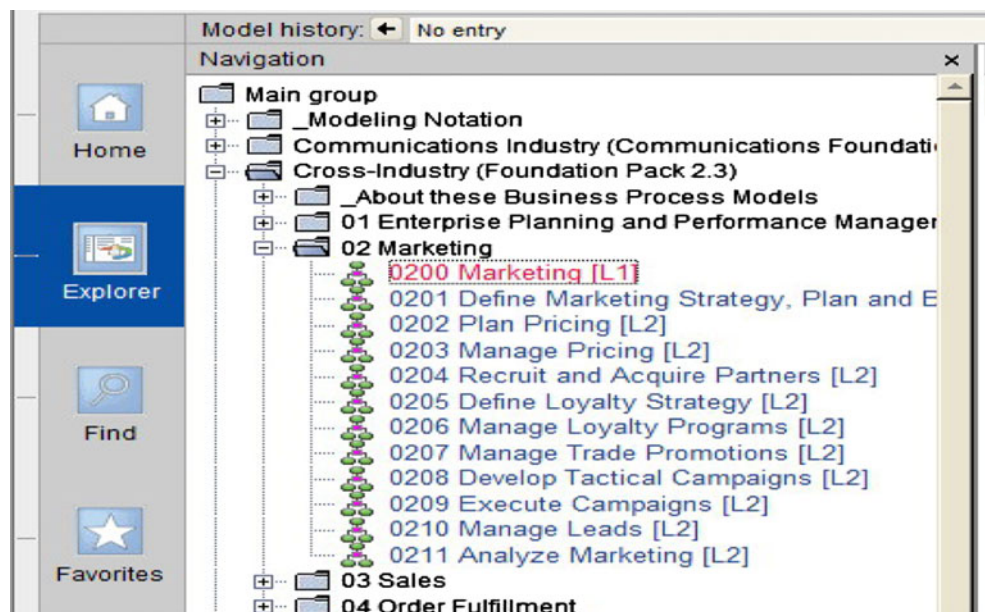 Model history: No entry
Navigation
Main group
_Modeling Notation
Communications Industry (Communications Foundati
Cross-Industry (Foundation Pack 2.3)
_About these Business Process Models
01 Enterprise Planning and Performance Manager
02 Marketing
0200 Marketing [L1]
0201 Define Marketing Strategy, Plan and E
0202 Plan Pricing [L2]
0203 Manage Pricing [L2]
0204 Recruit and Acquire Partners [L2]
0205 Define Loyalty Strategy [L2]
0206 Manage Loyalty Programs [L2]
0207 Manage Trade Promotions [L2]
0208 Develop Tactical Campaigns [L2]
0209 Execute Campaigns [L2]
0210 Manage Leads [L2]
0211 Analyze Marketing [L2]
03 Sales
04 Order Fulfillment
Home
Explorer
Find
Favorites